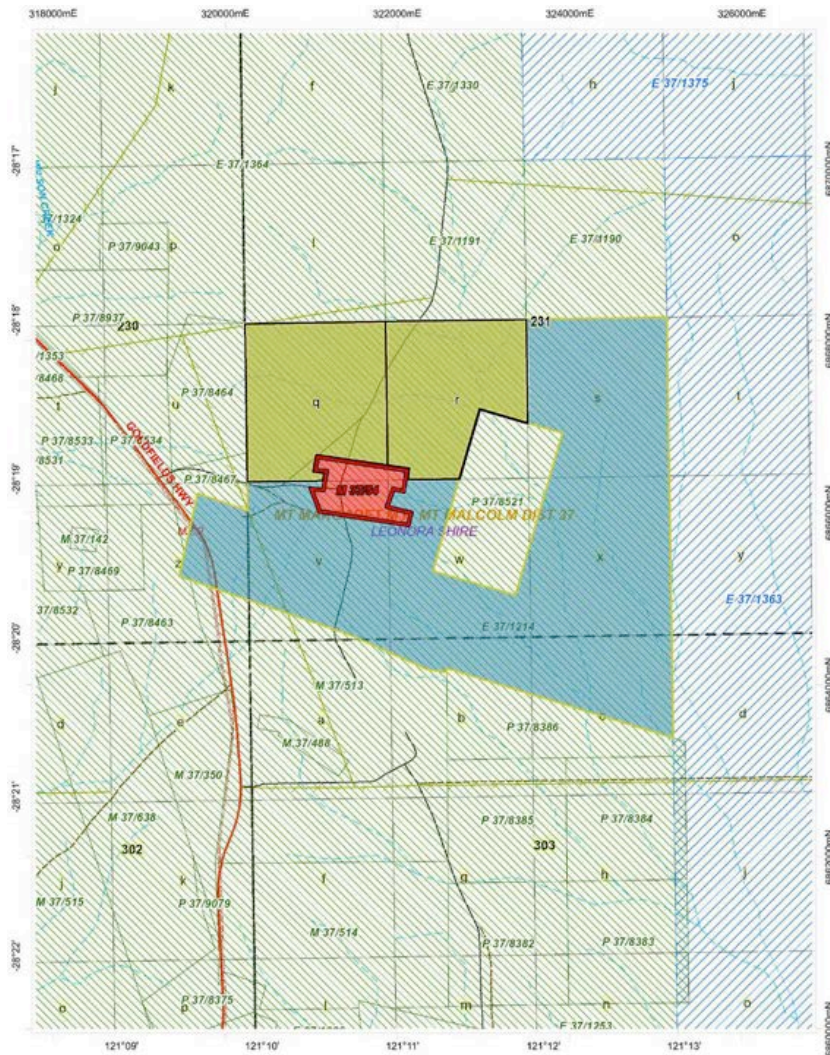 318000mE 320000mE 322000mE 324000mE 326000mE
j k f E 37/1330 h E 37/1375 j
-28°17'
E 37/1364
37/1324
P 37/9043
o p l E 37/1191 E 37/1190 o
-28°18'
P 37/8937 230 231
/1353
/8468
t u P 37/8464 q r s t
P 37/8533 P 37/8534
/8531
GOLDFIELDS HWY
-28°19'
P 37/8467
P 37/8521
LEONORA SHIRE
M 37/142
y P 37/8469 z v w x y
E 37/1363
37/8532 P 37/8463
E 37/1214
-28°20'
M 37/513
d e a b P 37/8386 d
M 37/488
M 37/350
-28°21'
M 37/638
P 37/8385 P 37/8384
302 303
j k f g h j
M 37/515 P 37/9079
M 37/514
P 37/8382 P 37/8383
-28°22'
P 37/8375
o p l m n o
E 37/1253
121°09' 121°10' 121°11' 121°12' 121°13'
6870000mN
6868000mN
6864000mN
6862000mN